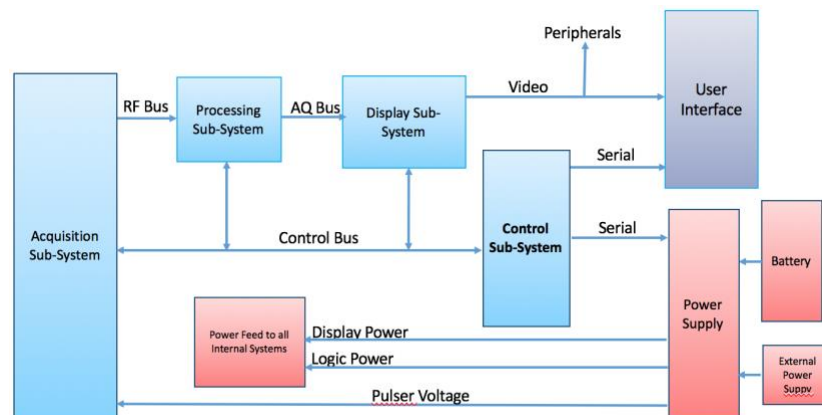 Peripherals
RF Bus
Processing
Sub-System
AQ Bus
Display Sub-
System
Video
User
Interface
Serial
Acquisition
Sub-System
Control Bus
Control
Sub-System
Serial
Battery
Power
Supply
Power Feed to all
Internal Systems
Display Power
Logic Power
External
Power
Suppv
Pulser Voltage